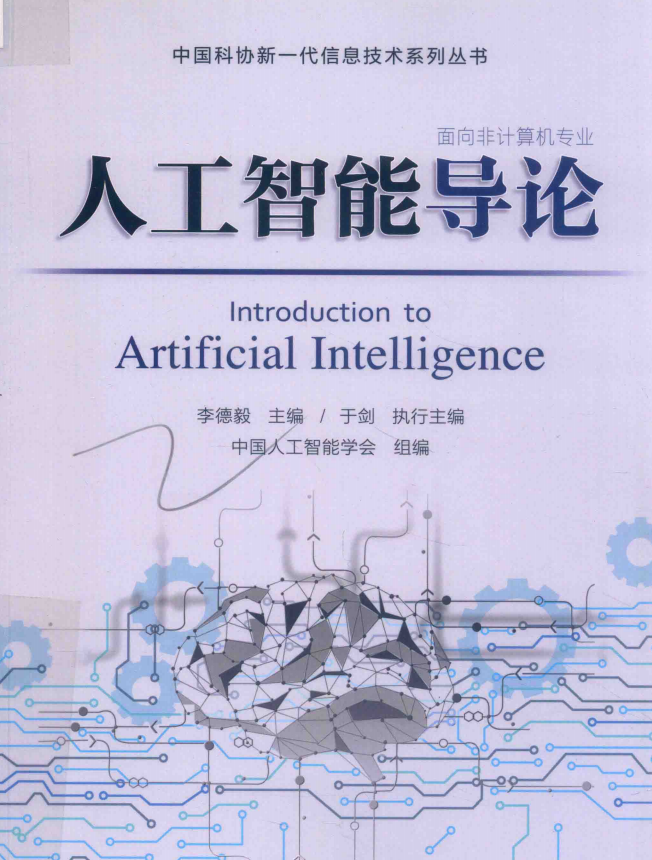 中国科协新一代信息技术系列丛书
面向非计算机专业
人工智能导论
Introduction to
Artificial Intelligence
李德毅 主编 / 于剑 执行主编
中国人工智能学会 组编